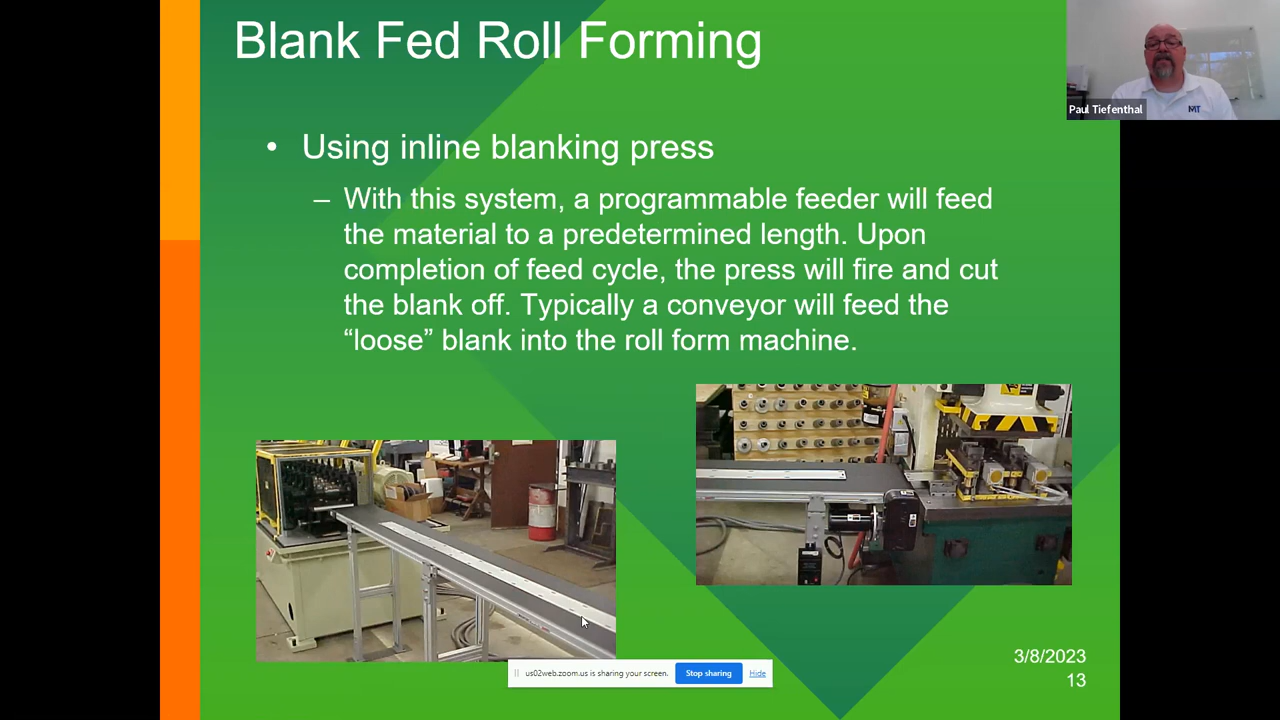 Blank Fed Roll Forming
Paul Tiefenthal
MT
• Using inline blanking press
– With this system, a programmable feeder will feed
the material to a predetermined length. Upon
completion of feed cycle, the press will fire and cut
the blank off. Typically a conveyor will feed the
“loose” blank into the roll form machine.
us02web.zoom.us is sharing your screen.
Stop sharing
Hide
3/8/2023
13